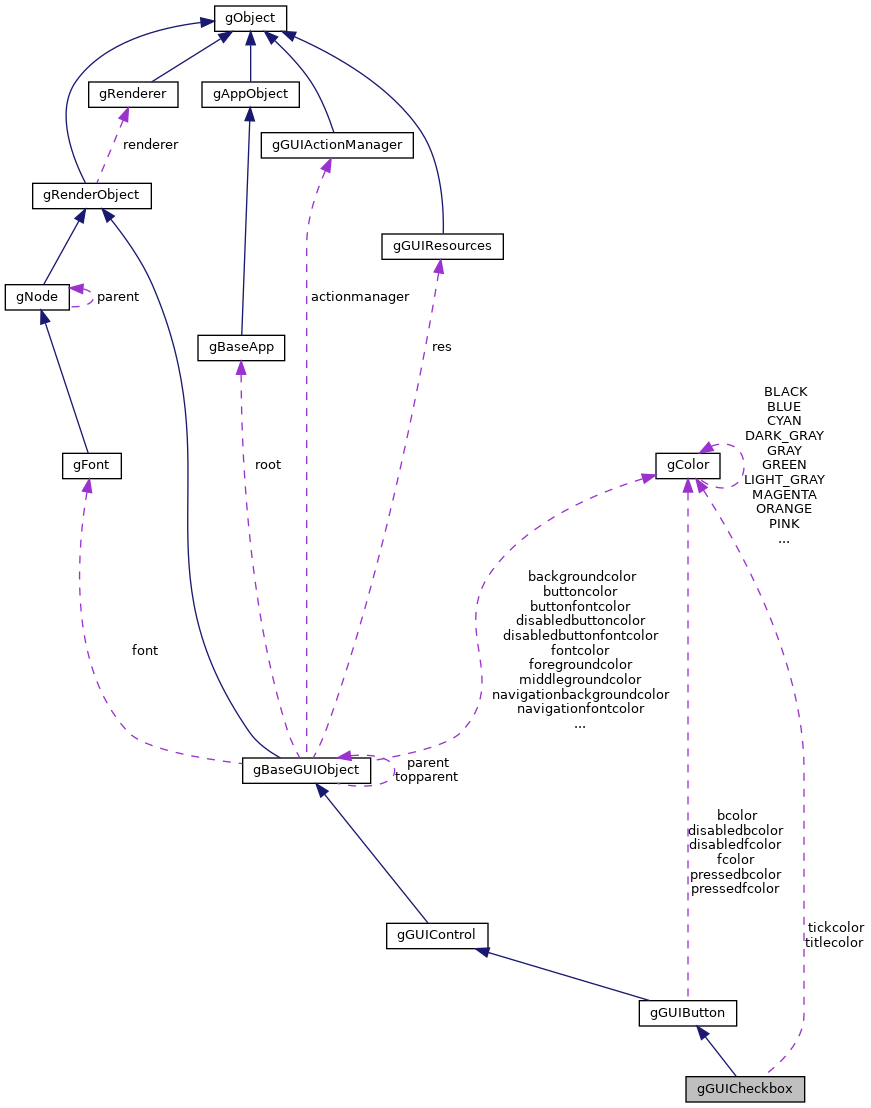 gObject
gRenderer
gAppObject
gGUIActionManager
renderer
gRenderObject
gGUIResources
gNode
parent
actionmanager
gBaseApp
res
BLACK
BLUE
CYAN
DARK_GRAY
GRAY
GREEN
LIGHT_GRAY
MAGENTA
ORANGE
PINK
...
gFont
root
gColor
backgroundcolor
buttoncolor
buttonfontcolor
disabledbuttoncolor
disabledbuttonfontcolor
fontcolor
foregroundcolor
middlegroundcolor
navigationbackgroundcolor
navigationfontcolor
...
font
gBaseGUIObject
parent
topparent
bcolor
disabledbcolor
disabledfcolor
fcolor
pressedbcolor
pressedfcolor
gGUIControl
tickcolor
titlecolor
gGUIButton
gGUICheckbox